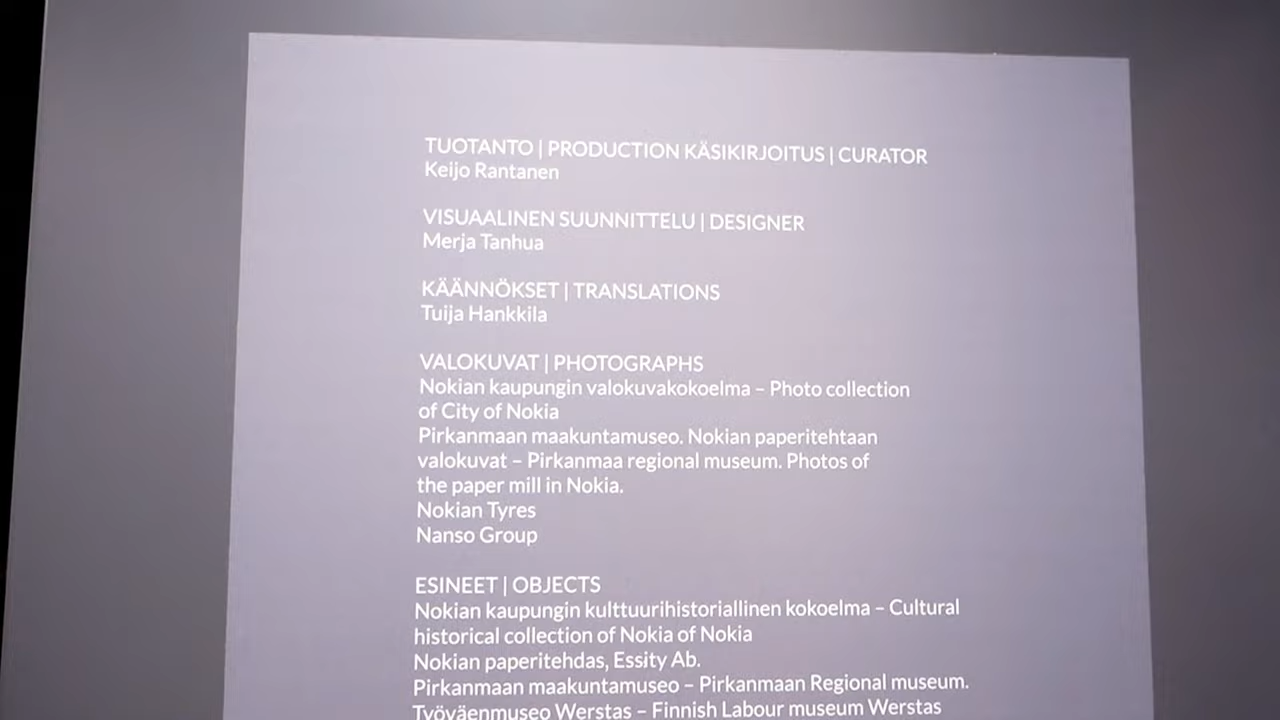 TUOTANTO | PRODUCTION KÄSIKIRJOITUS | CURATOR
Keijo Rantanen
VISUAALINEN SUUNNITTELU | DESIGNER
Merja Tanhua
KÄÄNNÖKSET | TRANSLATIONS
Tuija Hankkila
VALOKUVAT | PHOTOGRAPHS
Nokian kaupungin valokuvakokoelma – Photo collection
of City of Nokia
Pirkanmaan maakuntamuseo. Nokian paperitehtaan
valokuvat – Pirkanmaa regional museum. Photos of
the paper mill in Nokia.
Nokian Tyres
Nanso Group
ESINEET | OBJECTS
Nokian kaupungin kulttuurihistoriallinen kokoelma – Cultural
historical collection of Nokia of Nokia
Nokian paperitehdas, Essity Ab.
Pirkanmaan maakuntamuseo – Pirkanmaan Regional museum.
Työväenmuseo Werstas – Finnish Labour museum Werstas